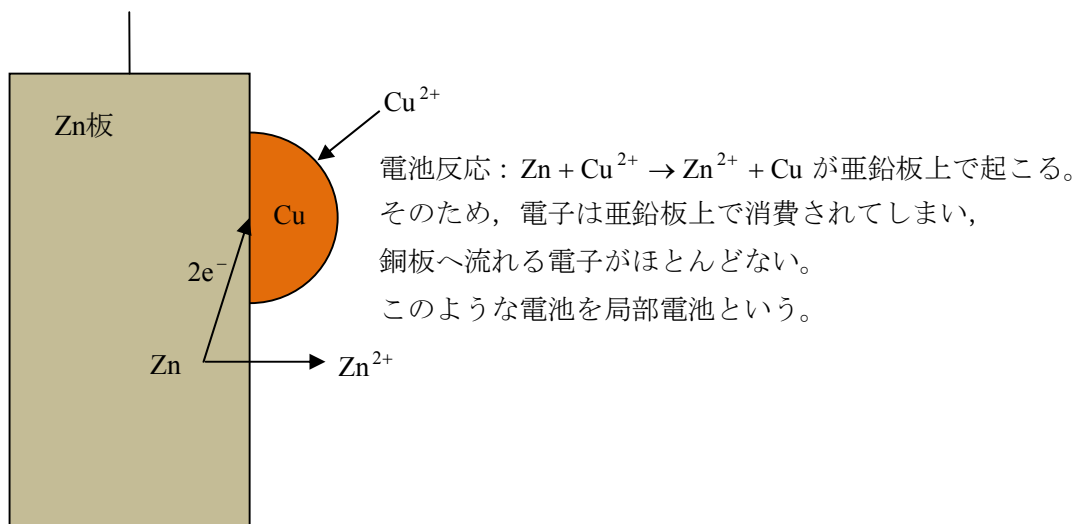 Zn板
Cu²⁺
電池反応：Zn + Cu²⁺ → Zn²⁺ + Cu が亜鉛板上で起こる。
そのため，電子は亜鉛板上で消費されてしまい，
Cu
銅板へ流れる電子がほとんどない。
2e⁻
このような電池を局部電池という。
Zn
Zn²⁺